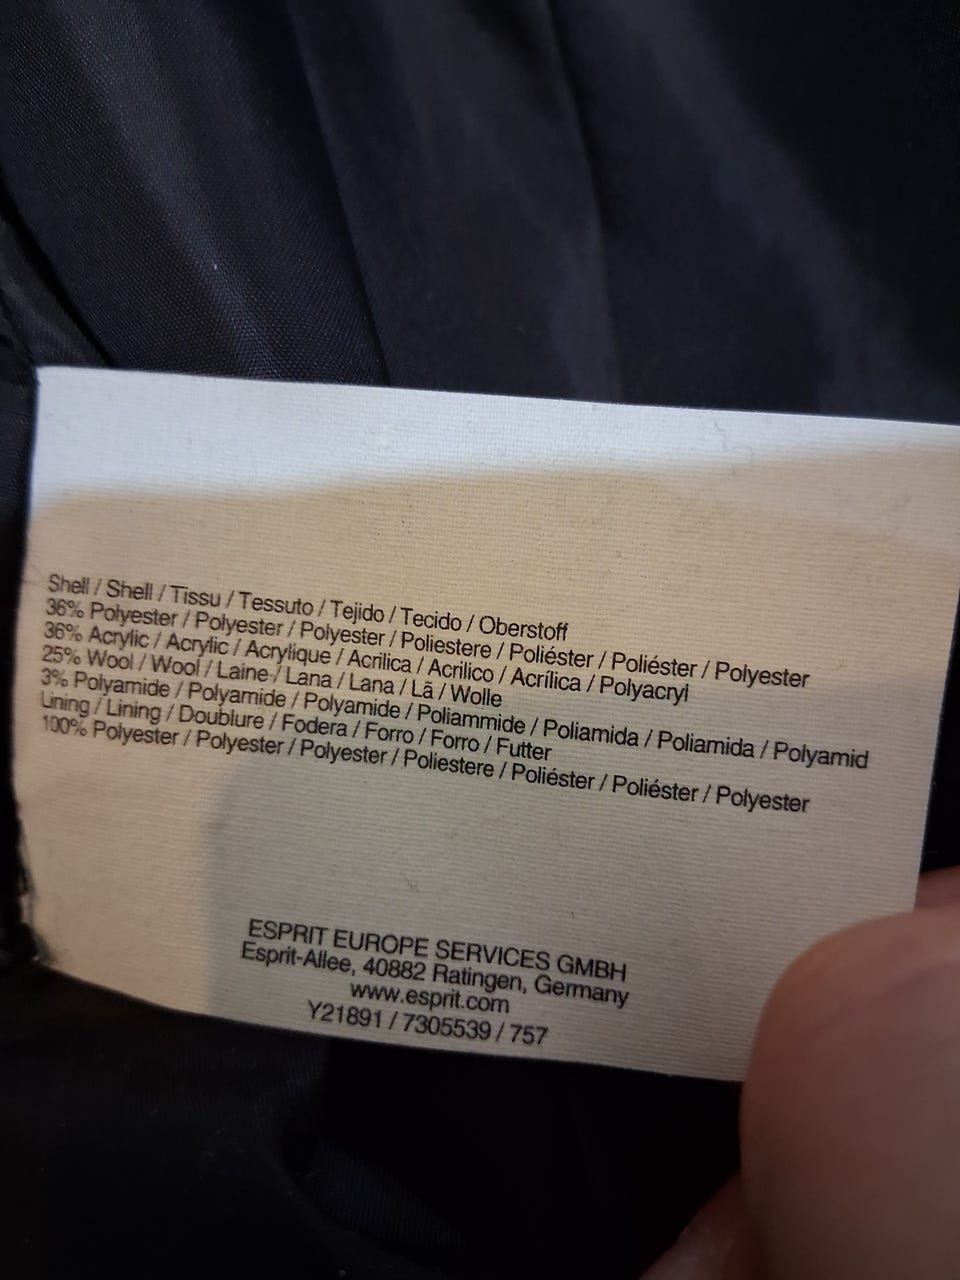 Shell / Shell / Tissu / Tessuto / Tejido / Tecido / Oberstoff
36% Polyester / Polyester / Polyester / Poliestere / Poliéster / Poliéster / Polyester
36% Acrylic / Acrylic / Acrylique / Acrilica / Acrilico / Acrílica / Polyacryl
25% Wool / Wool / Laine / Lana / Lana / Lã / Wolle
3% Polyamide / Polyamide / Polyamide / Poliammide / Poliamida / Poliamida / Polyamid
Lining / Lining / Doublure / Fodera / Forro / Forro / Futter
100% Polyester / Polyester / Polyester / Poliestere / Poliéster / Poliéster / Polyester
ESPRIT EUROPE SERVICES GMBH
Esprit-Allee, 40882 Ratingen, Germany
www.esprit.com
Y21891 / 7305539 / 757